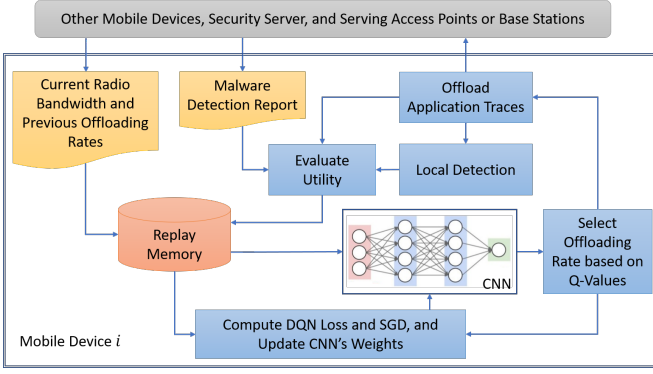 Other Mobile Devices, Security Server, and Serving Access Points or Base Stations
Current Radio
Bandwidth and
Previous Offloading
Rates
Malware
Detection Report
Offload
Application Traces
Evaluate
Utility
Local Detection
Replay
Memory
CNN
Select
Offloading
Rate based on
Q-Values
Compute DQN Loss and SGD, and
Update CNN's Weights
Mobile Device i